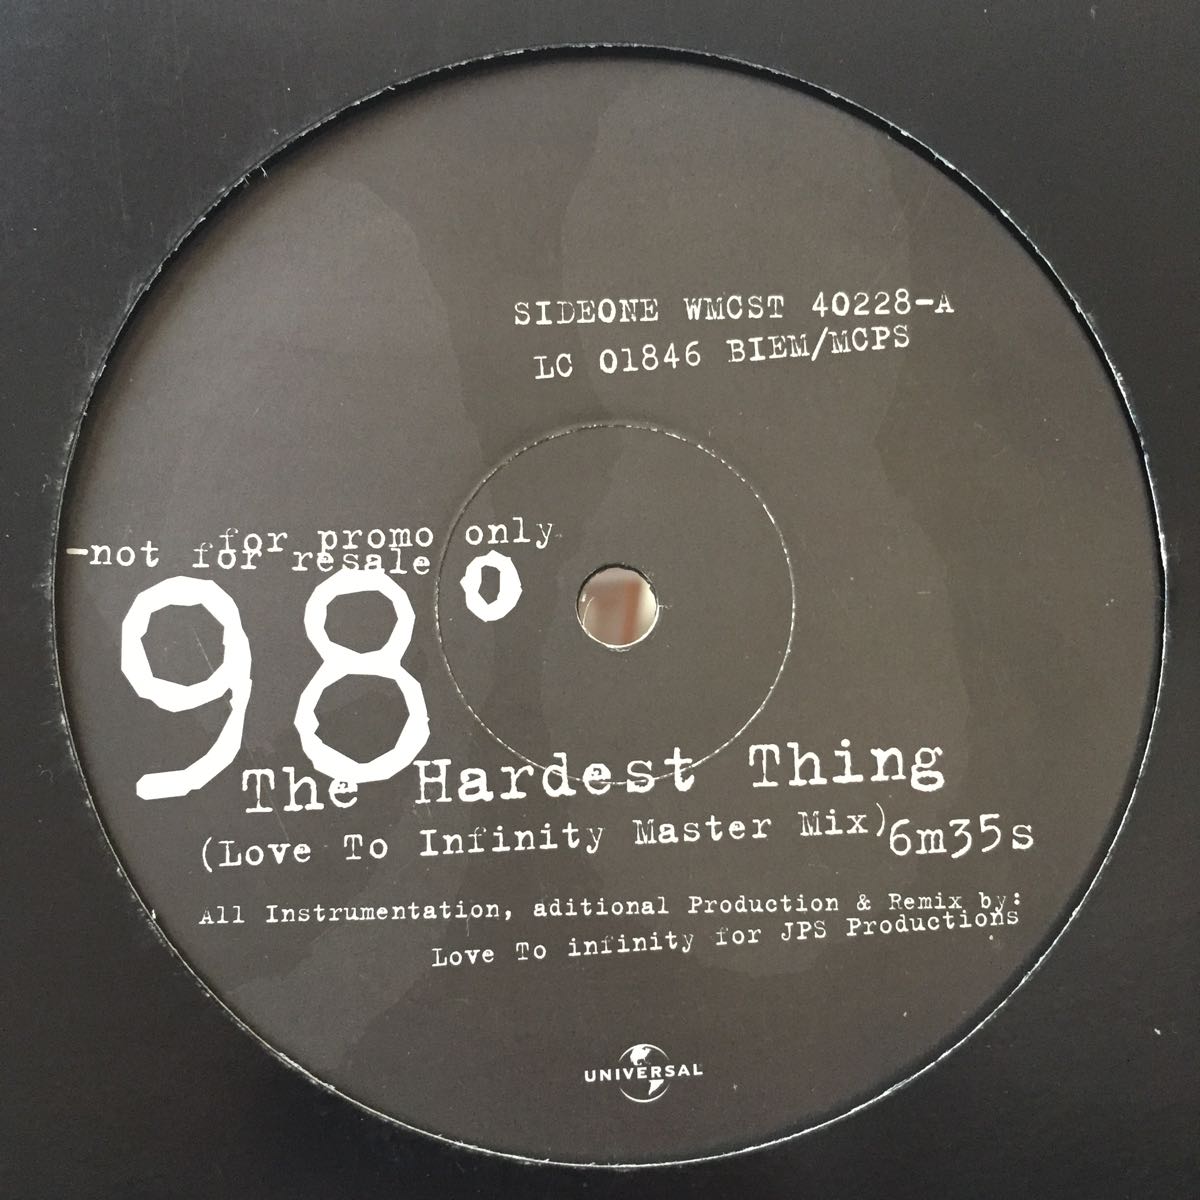 SIDEONE WMCST 40228-A
LC 01846 BIEM/MCPS
for promo only
-not for resale
98°
The Hardest Thing
(Love To Infinity Master Mix) 6m35s
All Instrumentation, aditional Production & Remix by:
Love To infinity for JPS Productions
UNIVERSAL